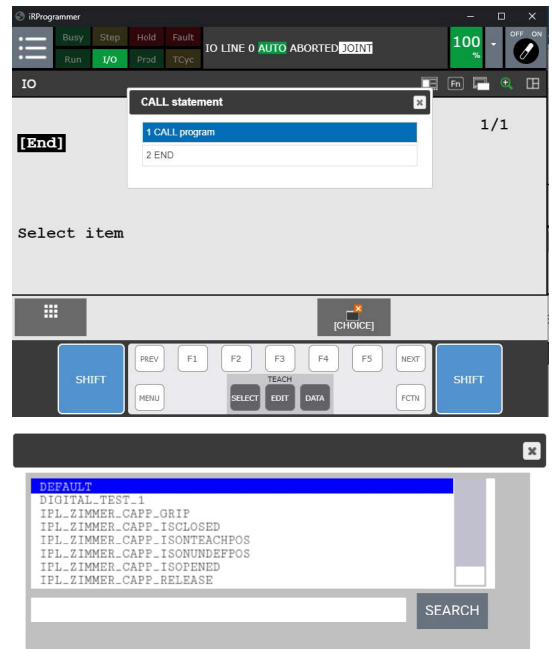 iRProgrammer
Busy Step Hold Fault
Run I/O Prod TCyc
IO LINE 0 AUTO ABORTED JOINT
100
%
OFF ON
IO
Fn
CALL statement
1 CALL program
2 END
1/1
[End]
Select item
[CHOICE]
SHIFT
PREV F1 F2 F3 F4 F5 NEXT
TEACH
MENU SELECT EDIT DATA FCTN
SHIFT
DEFAULT
DIGITAL_TEST_1
IPL_ZIMMER_CAPP_GRIP
IPL_ZIMMER_CAPP_ISCLOSED
IPL_ZIMMER_CAPP_ISONTEACHPOS
IPL_ZIMMER_CAPP_ISONUNDEFPOS
IPL_ZIMMER_CAPP_ISOPENED
IPL_ZIMMER_CAPP_RELEASE
SEARCH